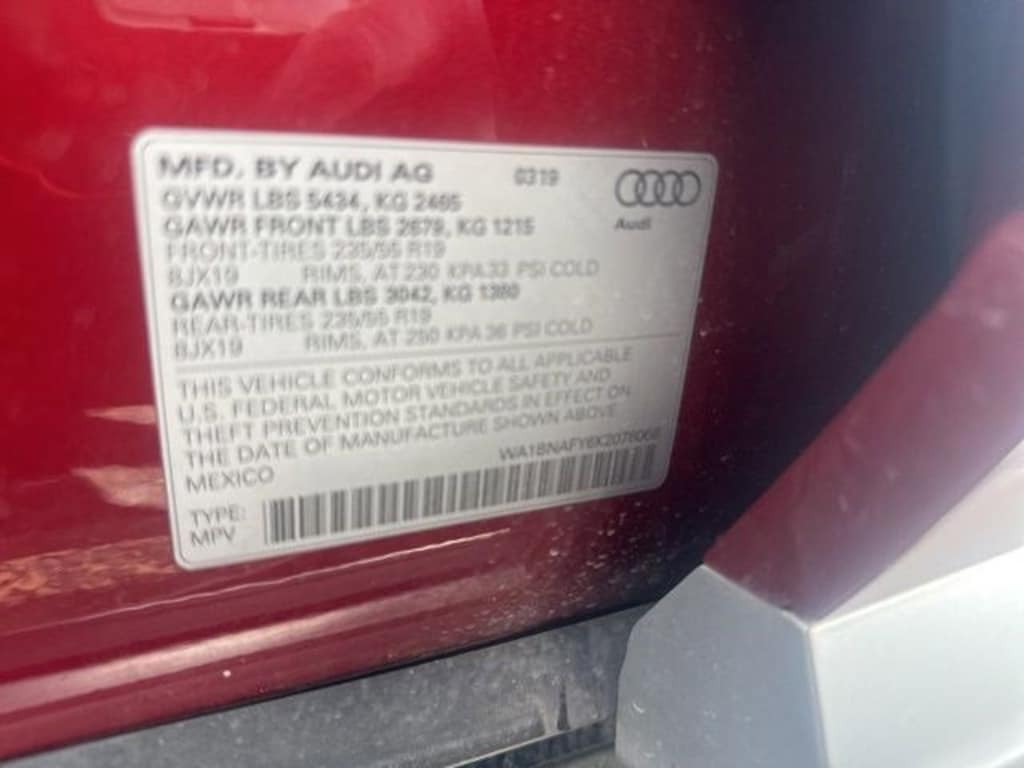 MFD. BY AUDI AG 0319
GVWR LBS 5434, KG 2465
GAWR FRONT LBS 2679, KG 1215
FRONT-TIRES 235/55 R19
8JX19 RIMS, AT 230 KPA 33 PSI COLD
GAWR REAR LBS 3042, KG 1380
REAR-TIRES 235/55 R19
8JX19 RIMS, AT 250 KPA 36 PSI COLD
Audi
THIS VEHICLE CONFORMS TO ALL APPLICABLE
U.S. FEDERAL MOTOR VEHICLE SAFETY AND
THEFT PREVENTION STANDARDS IN EFFECT ON
THE DATE OF MANUFACTURE SHOWN ABOVE
MEXICO
TYPE:
MPV